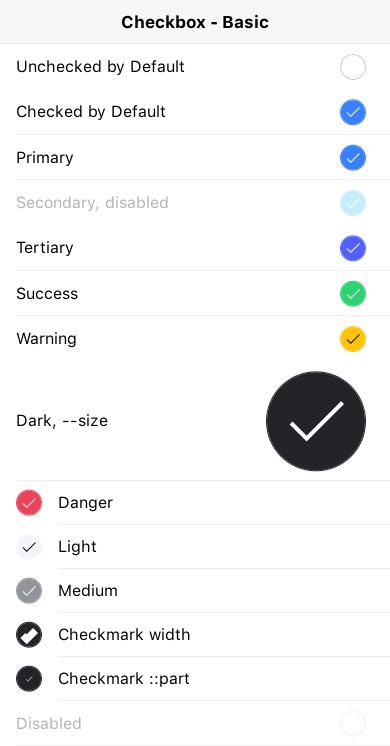 Checkbox - Basic
Unchecked by Default
Checked by Default
Primary
Secondary, disabled
Tertiary
Success
Warning
Dark, --size
Danger
Light
Medium
Checkmark width
Checkmark ::part
Disabled